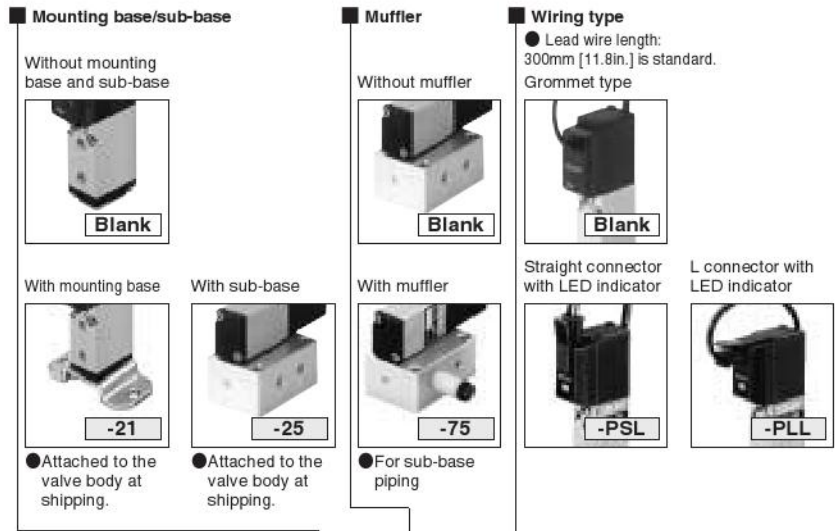 ■ Mounting base/sub-base
Without mounting
base and sub-base
Blank
With mounting base
-21
●Attached to the
valve body at
shipping.
With sub-base
-25
●Attached to the
valve body at
shipping.
■ Muffler
Without muffler
Blank
With muffler
-75
●For sub-base
piping
■ Wiring type
● Lead wire length:
300mm [11.8in.] is standard.
Grommet type
Blank
Straight connector
with LED indicator
-PSL
L connector with
LED indicator
-PLL